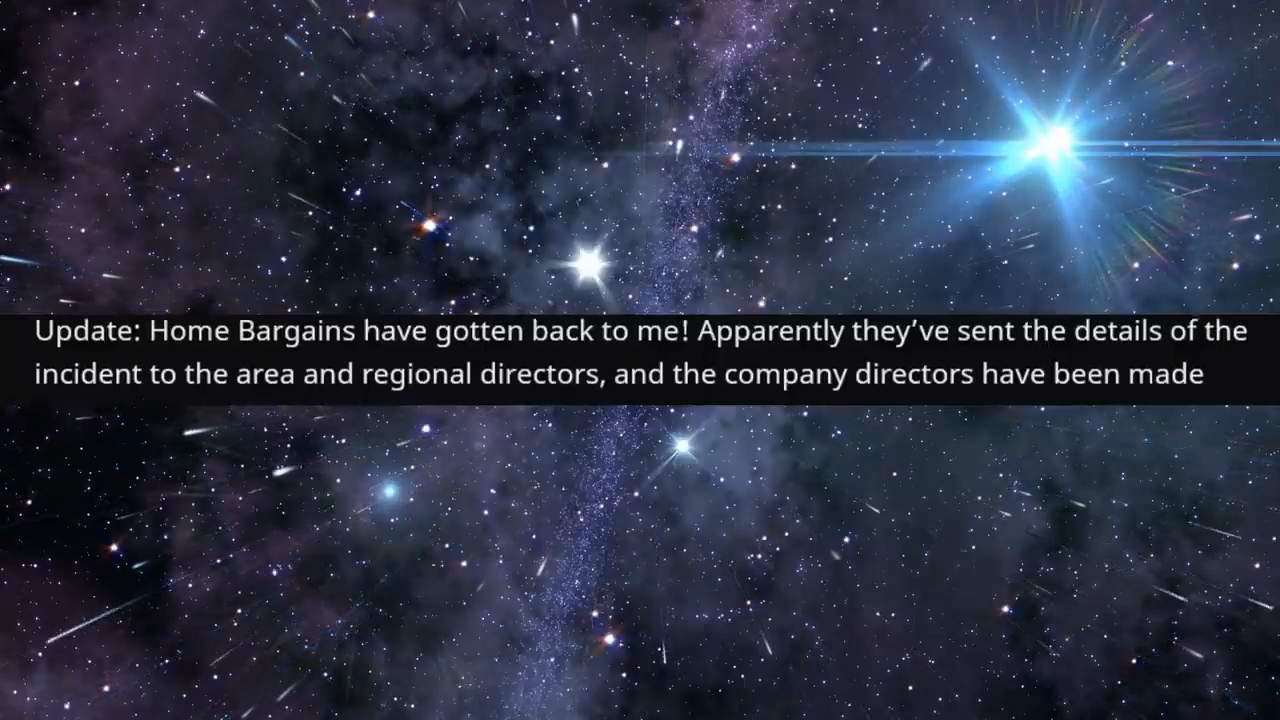 Update: Home Bargains have gotten back to me! Apparently they’ve sent the details of the
incident to the area and regional directors, and the company directors have been made